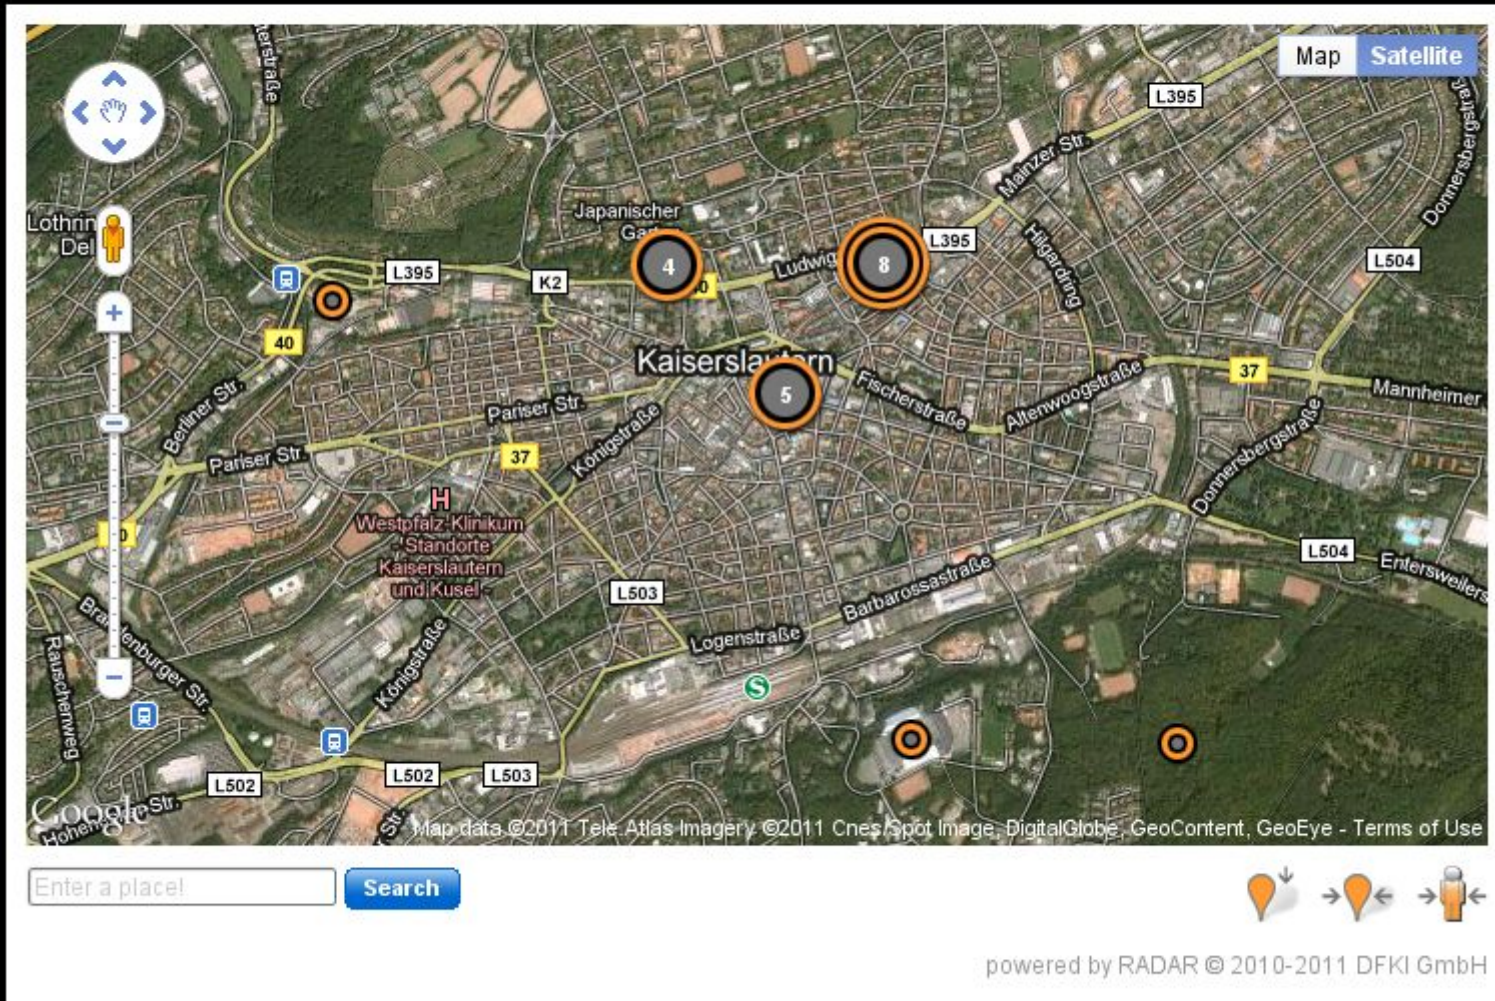 terstraße
Map
Satellite
L395
Mainzer Str.
Donnersbergstraß
Lothrin
Del
Japanischer
Gar
4
8
L395
Hilgardring
L504
L395
K2
Ludwig
40
Kaiserslautern
5
37
Mannheimer
Berliner Str.
Pariser Str.
Fischerstraße
Altenwoogstraße
Pariser Str.
37
Königstraße
Donnersbergstraße
H
Westpfalz-Klinikum
'Standorte
Kaiserslautern
und Kusel -
L503
Barbarossastraße
L504
Entersweilers
Logenstraße
S
Rauschenweg
Königstraße
L502
L502
L503
Str.
Google
Map data ©2011 Tele Atlas Imagery ©2011 Cnes/Spot Image, DigitalGlobe, GeoContent, GeoEye - Terms of Use
Enter a place!
Search
powered by RADAR © 2010-2011 DFKI GmbH